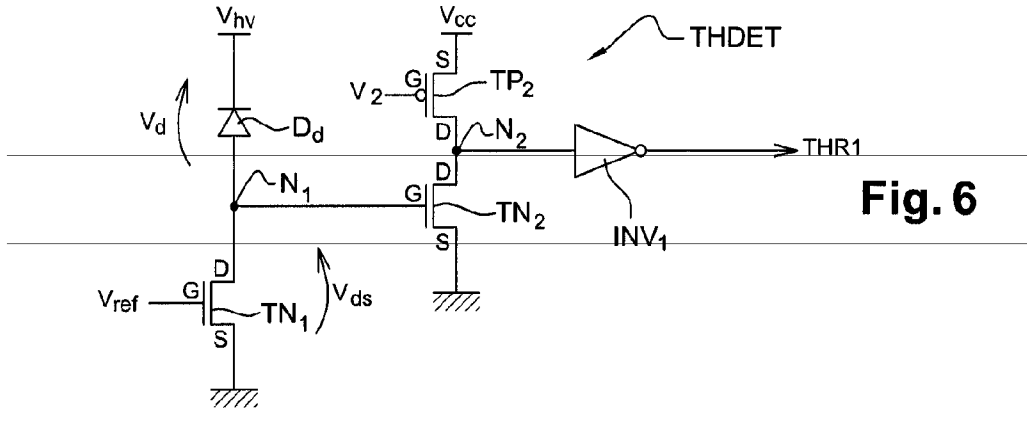 Vhv
Vcc
THDET
S
G
V2
TP2
D
Vd
Dd
N2
THR1
N1
D
G
TN2
S
INV1
Fig. 6
D
Vref
G
TN1
Vds
S